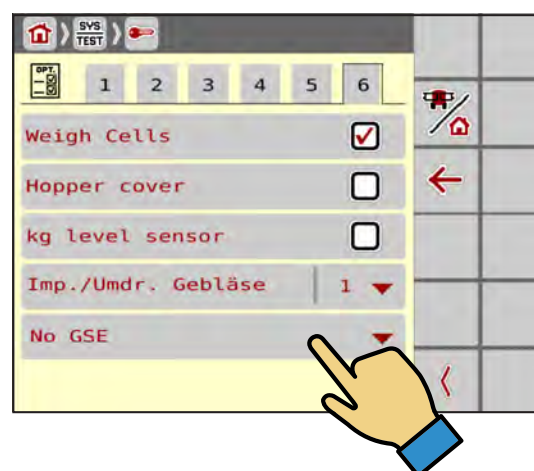 SYS
TEST
OPT.
1 2 3 4 5 6
Weigh Cells
Hopper cover
kg level sensor
Imp./Umdr. Gebläse 1
No GSE